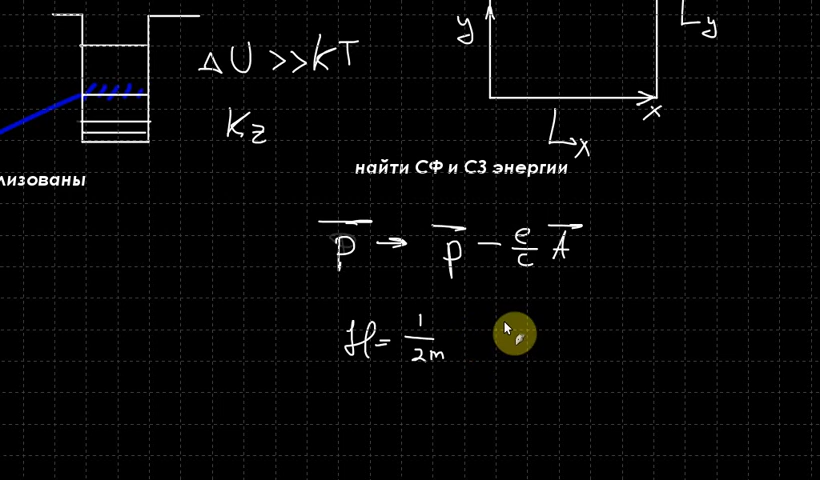 y
L_y
ΔU >> KT
K_z
x
L_x
найти СФ и СЗ энергии
лизованы
P⃗ → p⃗ − e/c A⃗
H = 1/2m